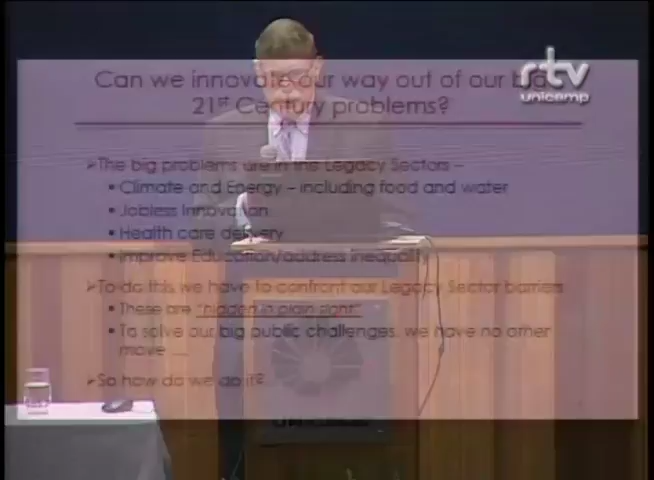 Can we innovate our way out of our big
21st Century problems?
rtv
unicamp
➢The big problems are in the Legacy Sectors –
▪ Climate and Energy – including food and water
▪ Jobless Innovation
▪ Health care delivery
▪ Improve Education/address inequality
➢To do this we have to confront our Legacy Sector barriers
▪ These are "hidden in plain sight"
▪ To solve our big public challenges, we have no other
move …
➢So how do we do it?